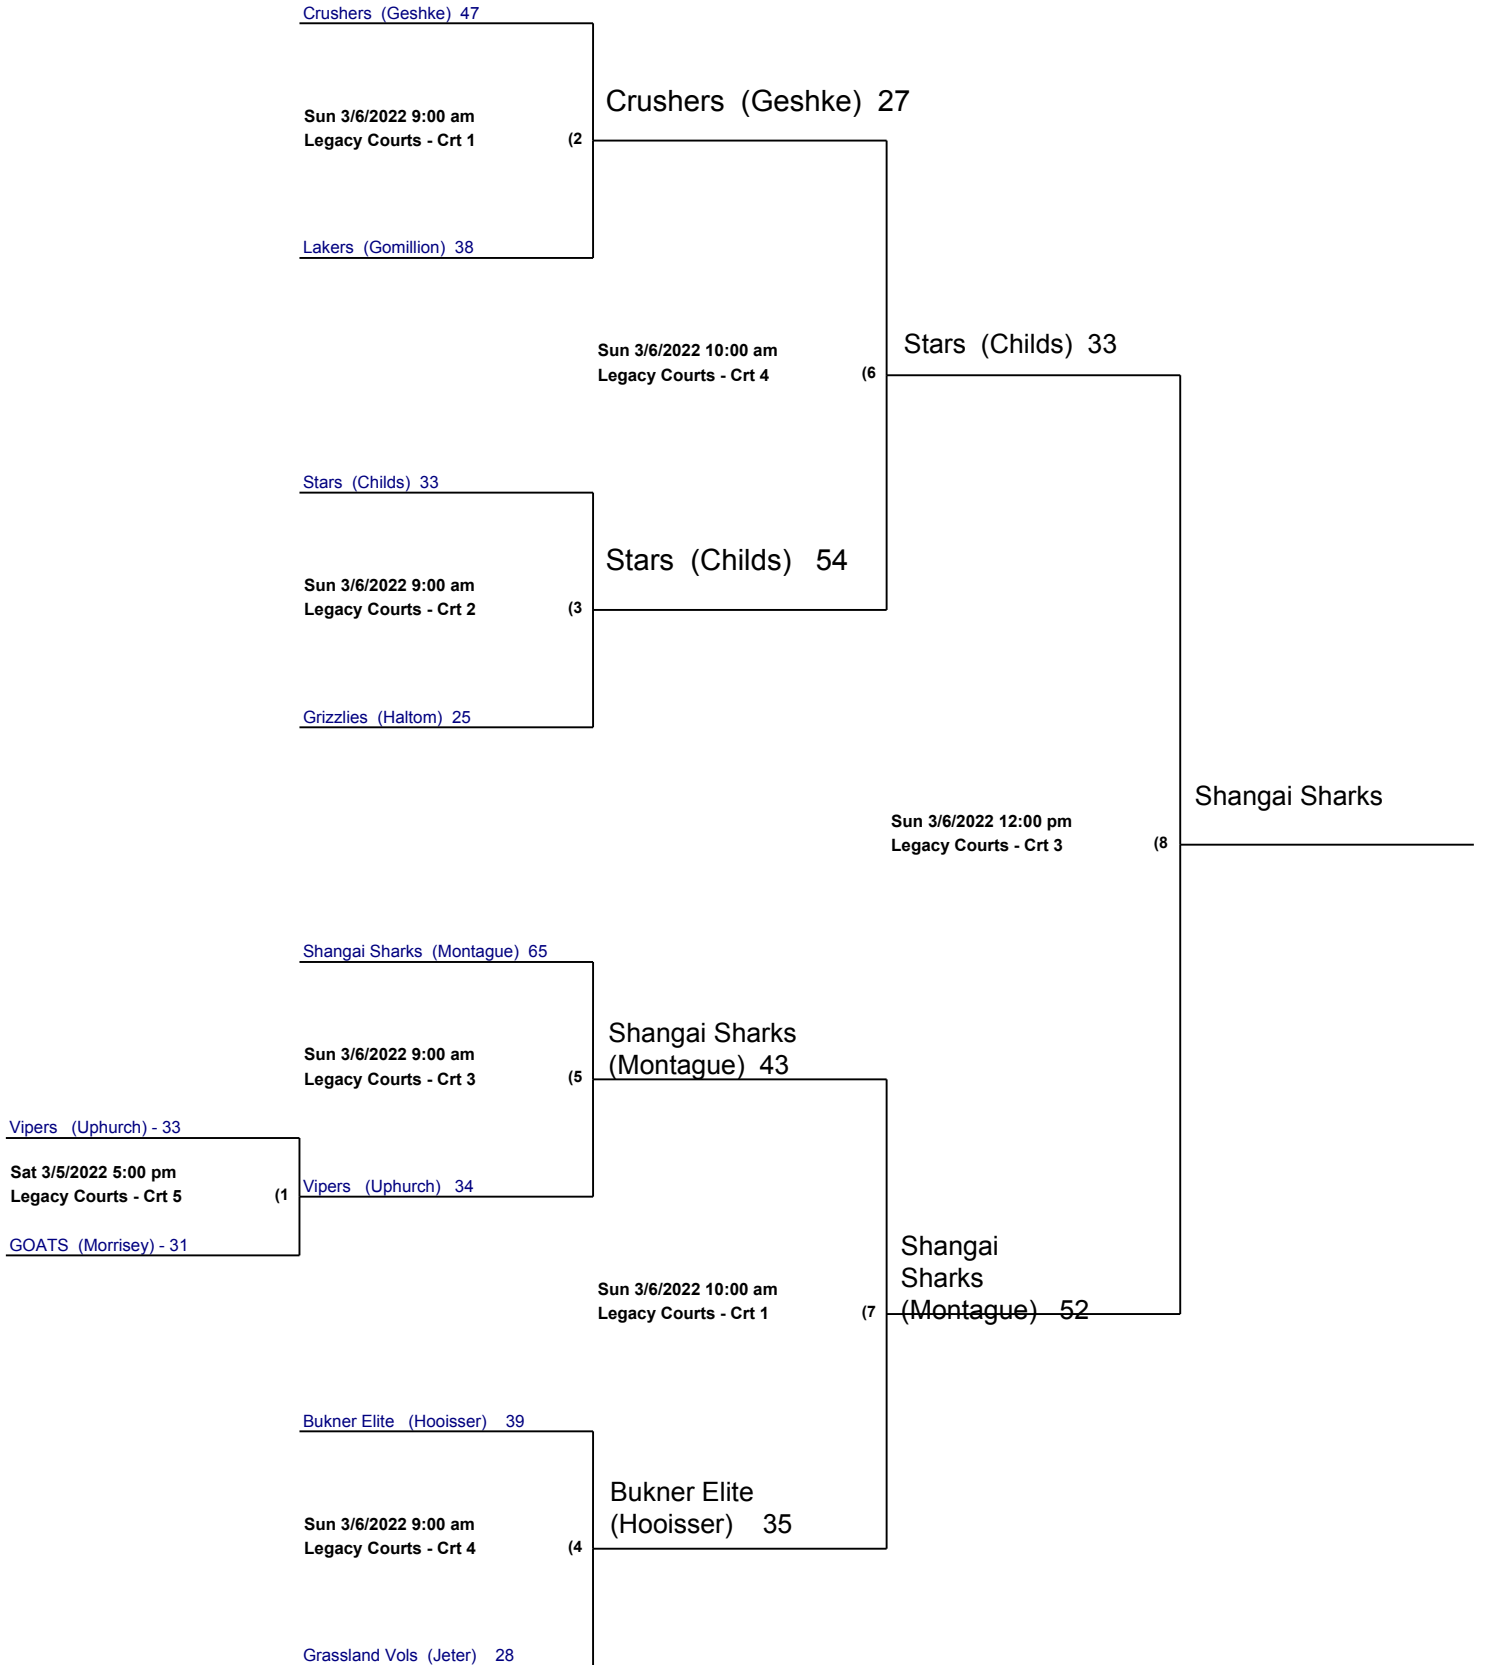 Crushers (Geshke) 47
Crushers (Geshke) 27
Sun 3/6/2022 9:00 am
Legacy Courts - Crt 1 (2
Lakers (Gomillion) 38
Stars (Childs) 33
Sun 3/6/2022 10:00 am
Legacy Courts - Crt 4 (6
Stars (Childs) 33
Stars (Childs) 54
Sun 3/6/2022 9:00 am
Legacy Courts - Crt 2 (3
Grizzlies (Haltom) 25
Shangai Sharks
Sun 3/6/2022 12:00 pm
Legacy Courts - Crt 3 (8
Shangai Sharks (Montague) 65
Shangai Sharks
(Montague) 43
Sun 3/6/2022 9:00 am
Legacy Courts - Crt 3 (5
Vipers (Uphurch) - 33
Sat 3/5/2022 5:00 pm
Legacy Courts - Crt 5 (1
Vipers (Uphurch) 34
GOATS (Morrisey) - 31
Shangai
Sharks
(Montague) 52
Sun 3/6/2022 10:00 am
Legacy Courts - Crt 1 (7
Bukner Elite (Hooisser) 39
Bukner Elite
(Hooisser) 35
Sun 3/6/2022 9:00 am
Legacy Courts - Crt 4 (4
Grassland Vols (Jeter) 28